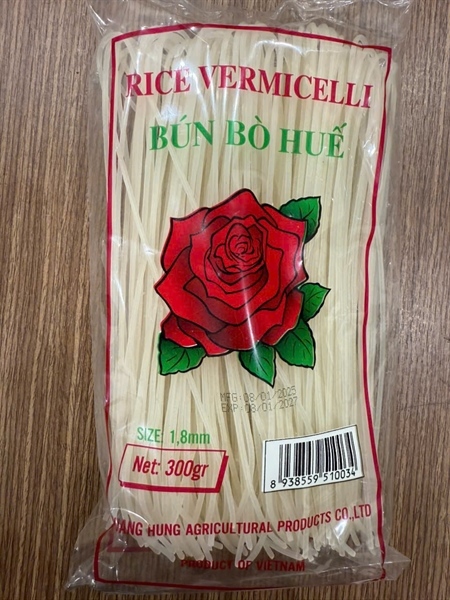 RICE VERMICELLI
BÚN BÒ HUẾ
MFG: 08/01/2025
EXP: 08/01/2027
SIZE: 1,8mm
Net: 300gr
8 938559 510034
HUNG AGRICULTURAL PRODUCTS CO.,LTD
PRODUCT OF VIETNAM